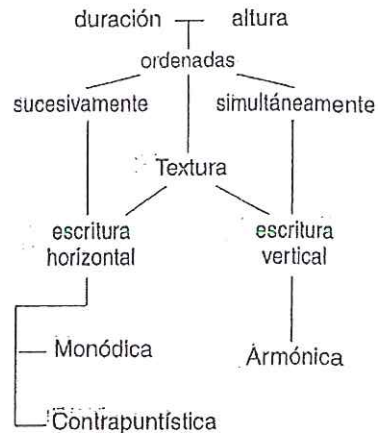 duración altura
ordenadas
sucesivamente simultáneamente
Textura
escritura escritura
horizontal vertical
Monódica Armónica
Contrapuntística